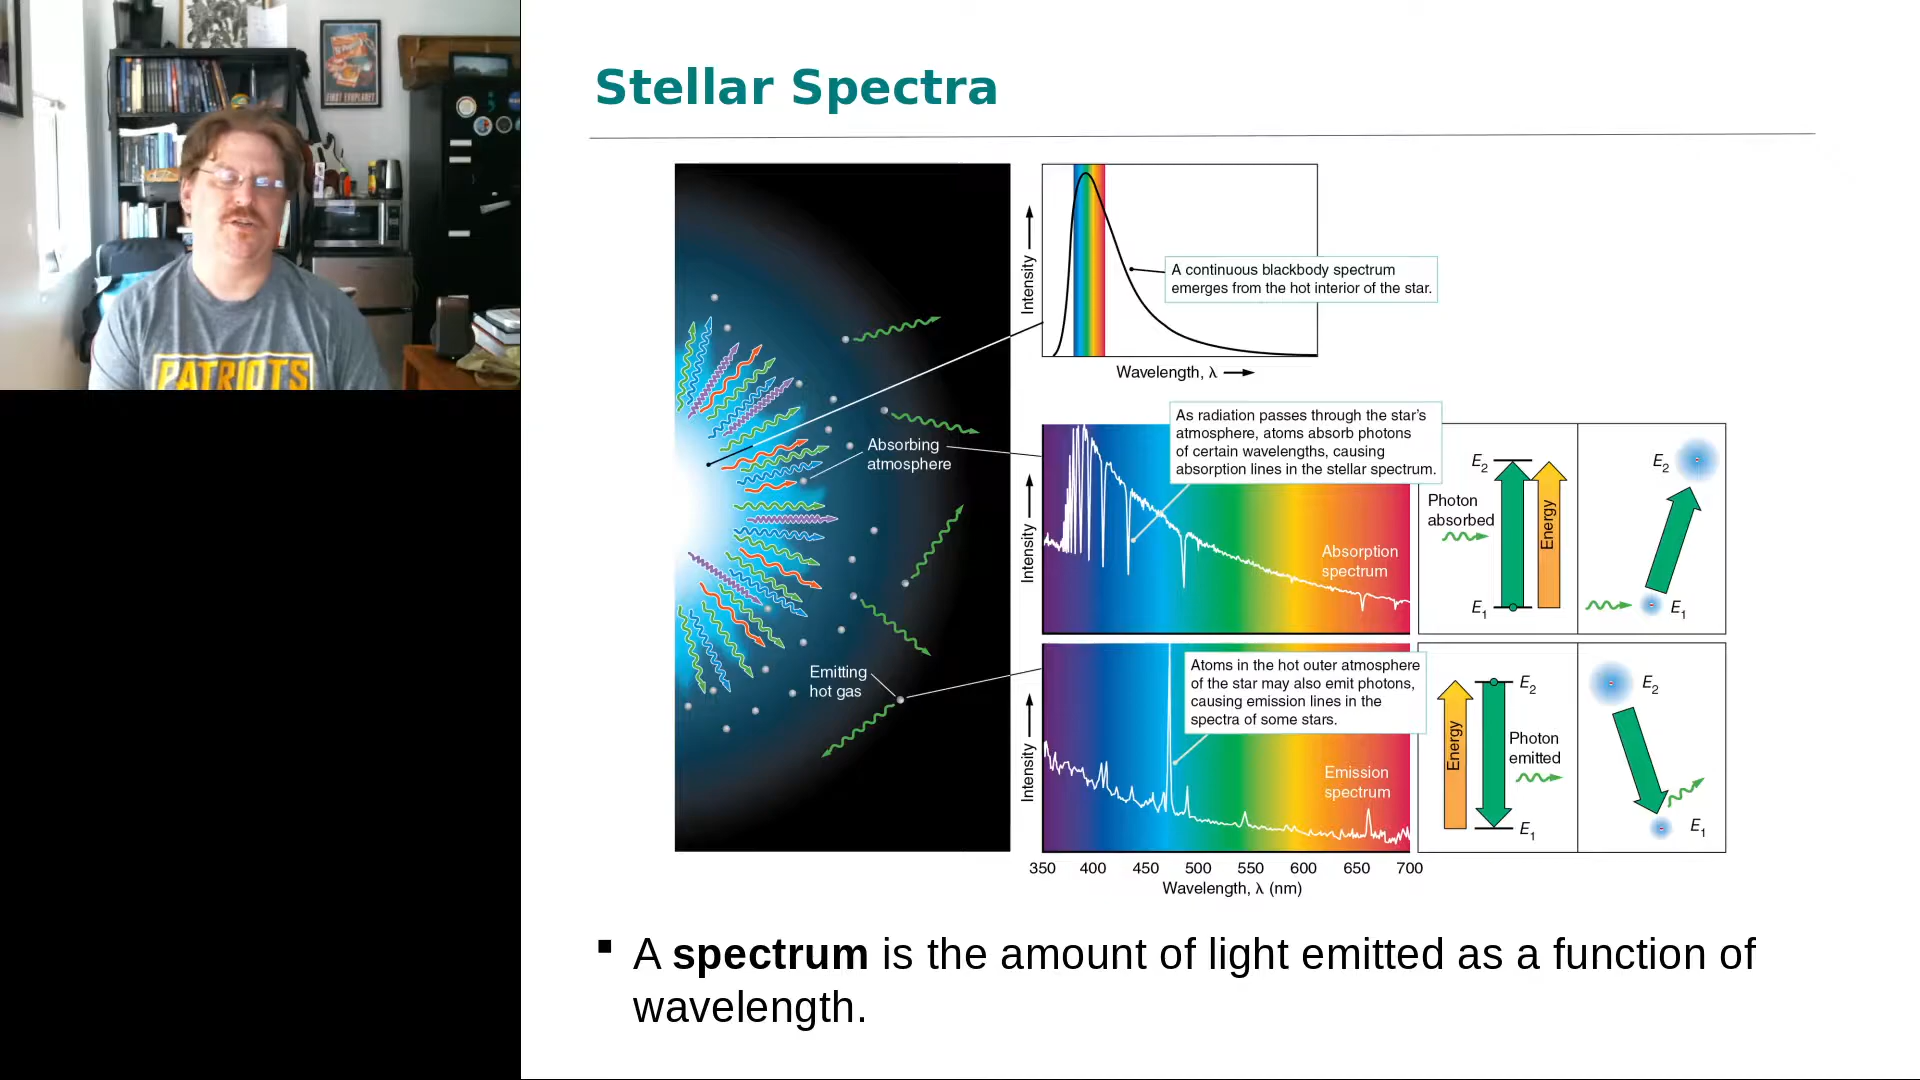 FIRST EXOPLANET
PATRIOTS
Stellar Spectra
Intensity
A continuous blackbody spectrum
emerges from the hot interior of the star.
Wavelength, λ
Absorbing
atmosphere
Emitting
hot gas
Intensity
As radiation passes through the star’s
atmosphere, atoms absorb photons
of certain wavelengths, causing
absorption lines in the stellar spectrum.
Absorption
spectrum
E2
Photon
absorbed
Energy
E1
E2
E1
Intensity
Atoms in the hot outer atmosphere
of the star may also emit photons,
causing emission lines in the
spectra of some stars.
Emission
spectrum
Energy
E2
Photon
emitted
E1
E2
E1
350 400 450 500 550 600 650 700
Wavelength, λ (nm)
▪ A spectrum is the amount of light emitted as a function of
wavelength.